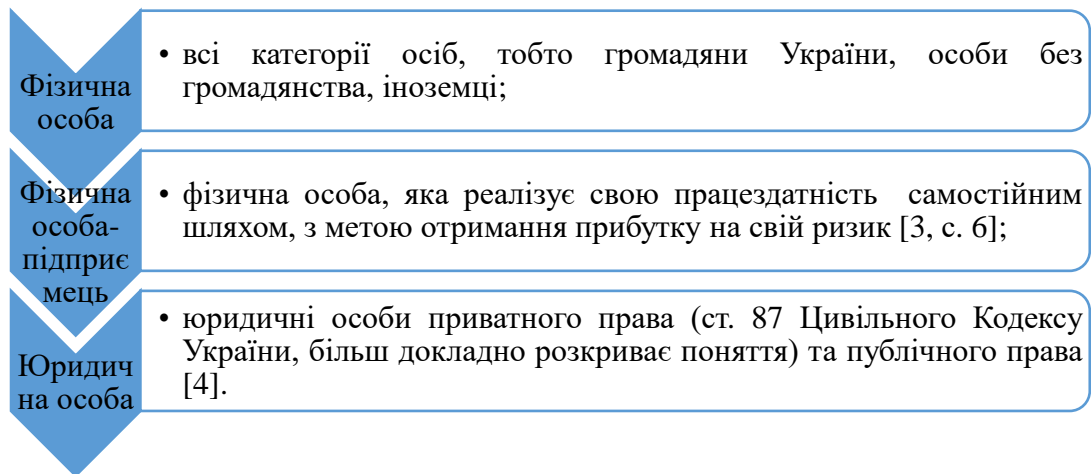 Фізична
особа
• всі категорії осіб, тобто громадяни України, особи без
громадянства, іноземці;
Фізична
особа-
підприє
мець
• фізична особа, яка реалізує свою працездатність самостійним
шляхом, з метою отримання прибутку на свій ризик [3, с. 6];
Юридич
на особа
• юридичні особи приватного права (ст. 87 Цивільного Кодексу
України, більш докладно розкриває поняття) та публічного права
[4].